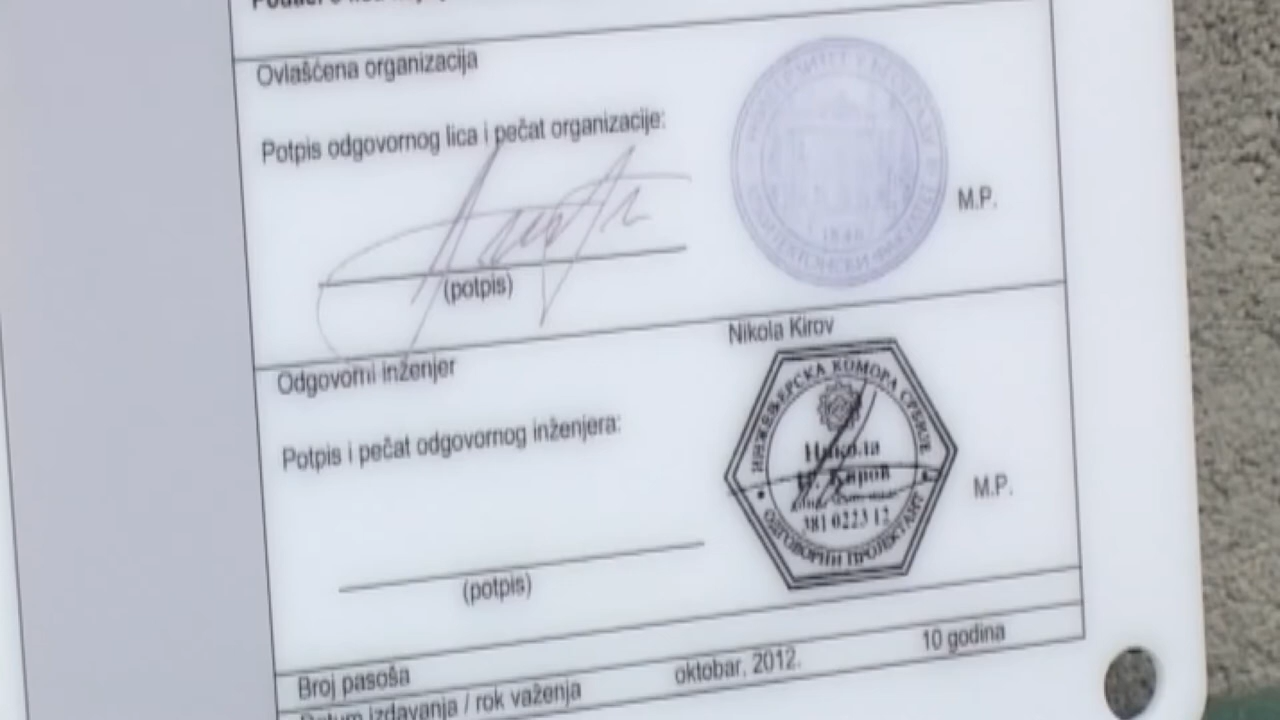 Ovlašćena organizacija
Potpis odgovornog lica i pečat organizacije:
M.P.
(potpis)
Nikola Kirov
Odgovorni inženjer
Potpis i pečat odgovornog inženjera:
ИНЖЕЊЕРСКА КОМОРА СРБИЈЕ
Никола
Киров
381 0223 12
ОДГОВОРНИ ПРОЈЕКТАНТ
M.P.
(potpis)
Broj pasoša
Datum izdavanja / rok važenja
oktobar, 2012.
10 godina